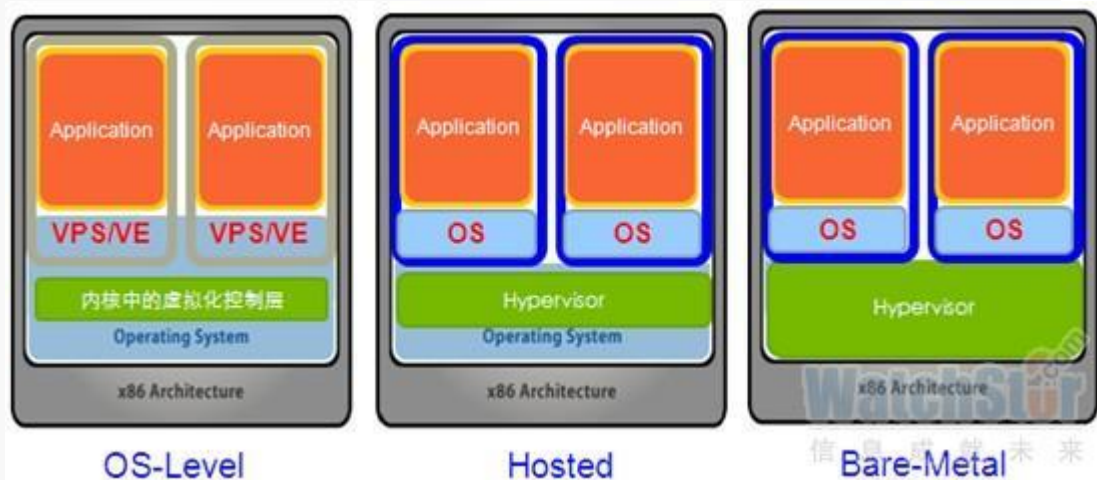 Application
Application
VPS/VE
VPS/VE
内核中的虚拟化控制层
Operating System
x86 Architecture
OS-Level
Application
Application
OS
OS
Hypervisor
Operating System
x86 Architecture
Hosted
Application
Application
OS
OS
Hypervisor
x86 Architecture
Bare-Metal
WatchStor
.com
信息成就未来